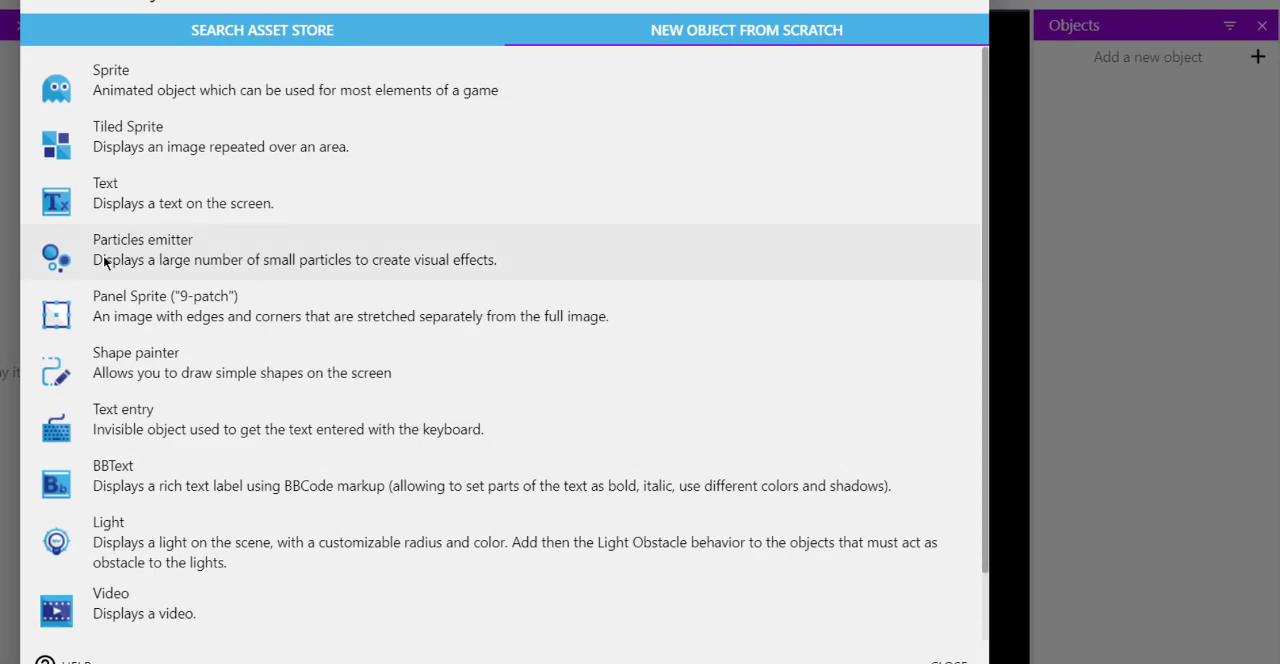 SEARCH ASSET STORE
NEW OBJECT FROM SCRATCH
Objects
Add a new object
Sprite
Animated object which can be used for most elements of a game
Tiled Sprite
Displays an image repeated over an area.
Tx
Text
Displays a text on the screen.
Particles emitter
Displays a large number of small particles to create visual effects.
Panel Sprite ("9-patch")
An image with edges and corners that are stretched separately from the full image.
Shape painter
Allows you to draw simple shapes on the screen
Text entry
Invisible object used to get the text entered with the keyboard.
Bb
BBText
Displays a rich text label using BBCode markup (allowing to set parts of the text as bold, italic, use different colors and shadows).
Light
Displays a light on the scene, with a customizable radius and color. Add then the Light Obstacle behavior to the objects that must act as
obstacle to the lights.
Video
Displays a video.
HELP
CLOSE